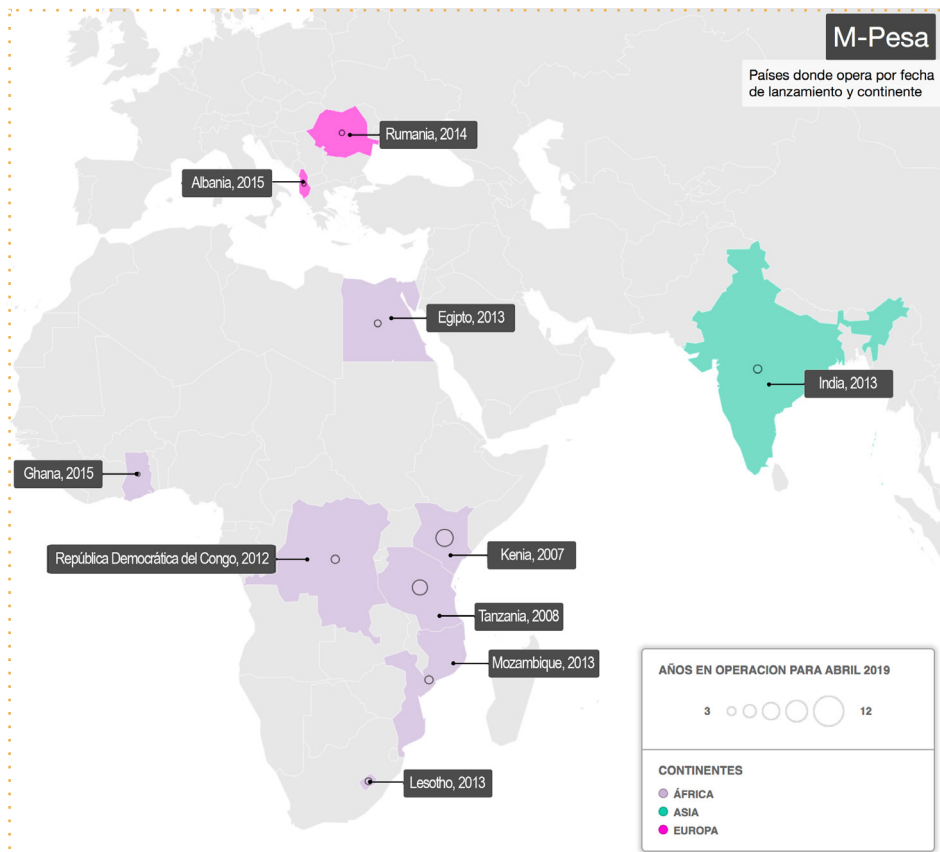 M-Pesa
Países donde opera por fecha
de lanzamiento y continente
Rumania, 2014
Albania, 2015
Egipto, 2013
India, 2013
Ghana, 2015
República Democrática del Congo, 2012
Kenia, 2007
Tanzania, 2008
Mozambique, 2013
Lesotho, 2013
AÑOS EN OPERACION PARA ABRIL 2019
3 12
CONTINENTES
ÁFRICA
ASIA
EUROPA